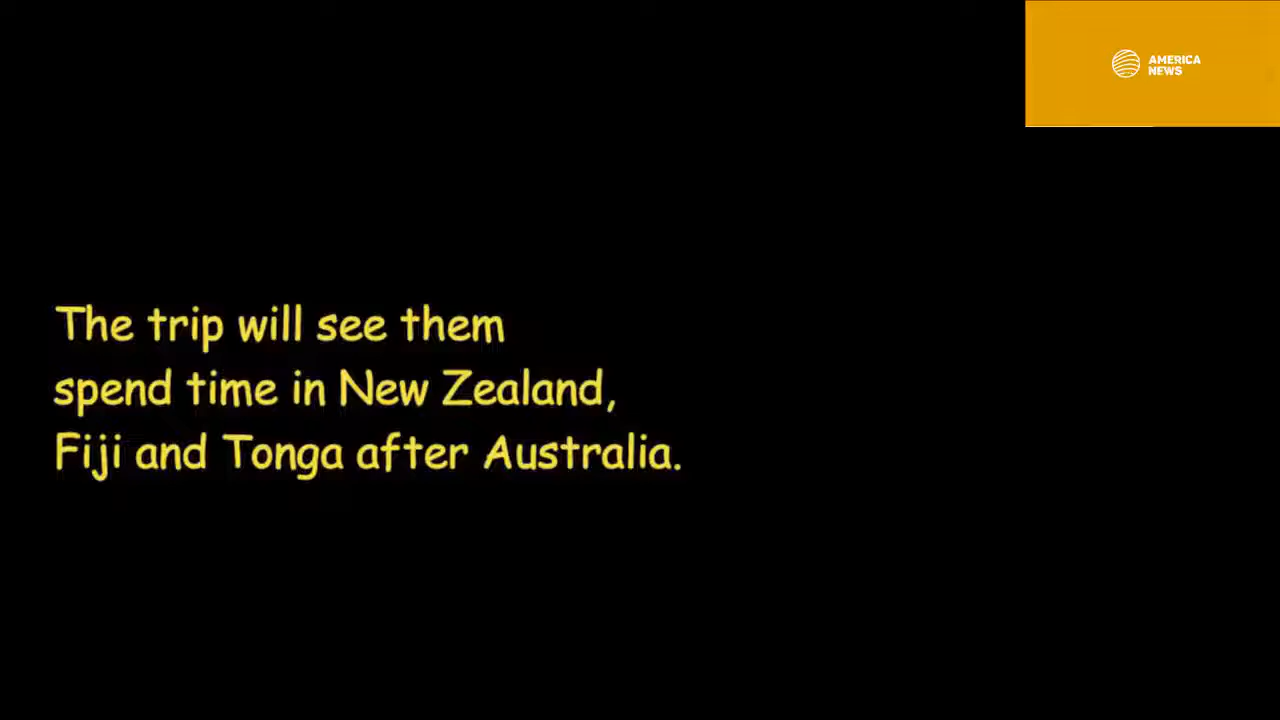 AMERICA
NEWS
The trip will see them
spend time in New Zealand,
Fiji and Tonga after Australia.